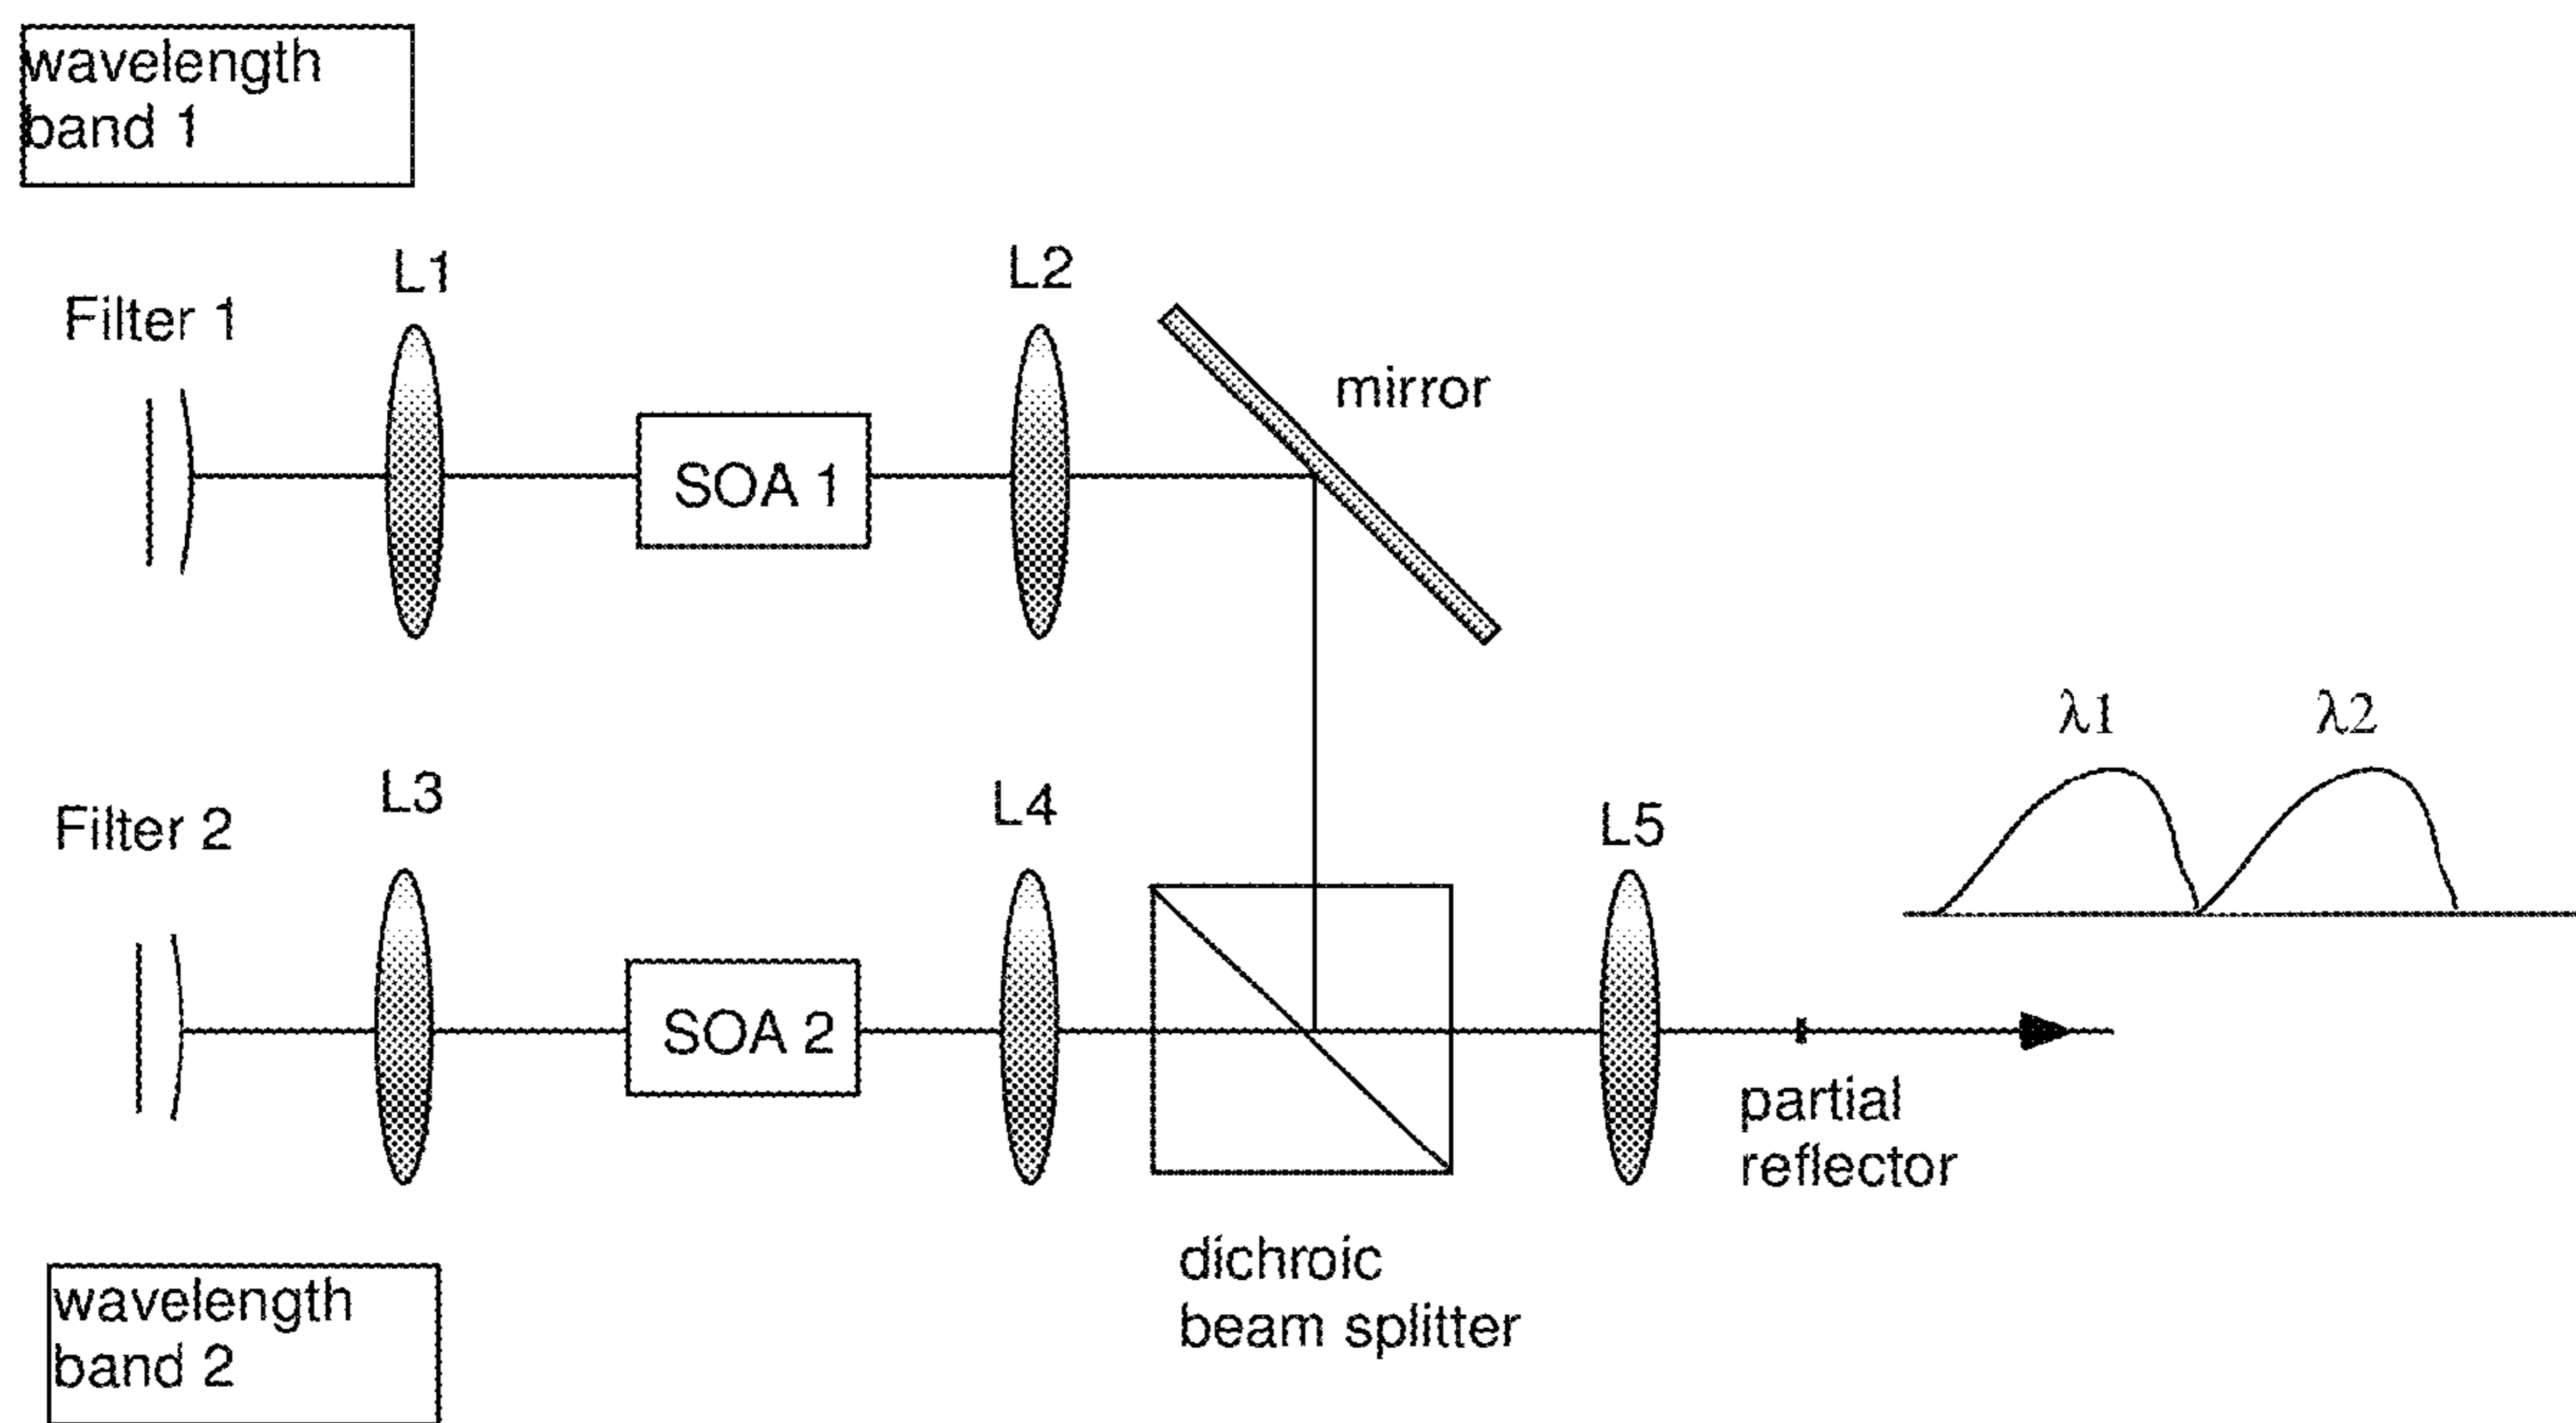 wavelength
band 1
L1
L2
Filter 1
mirror
SOA 1
λ1
λ2
L3
L4
L5
Filter 2
SOA 2
partial
reflector
dichroic
beam splitter
wavelength
band 2